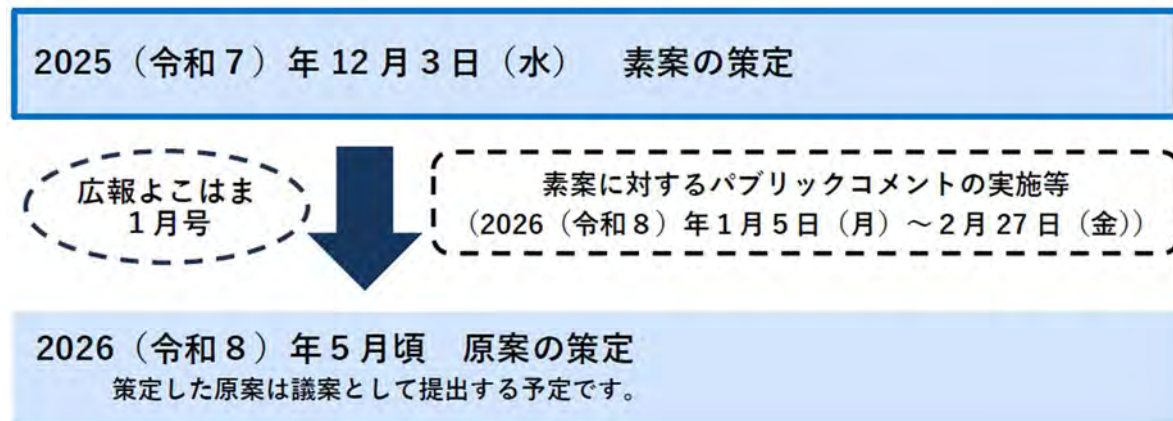 2025（令和７）年 12 月 3 日（水）　素案の策定
広報よこはま
１月号
素案に対するパブリックコメントの実施等
（2026（令和８）年１月５日（月）～２月 27 日（金））
2026（令和８）年５月頃　原案の策定
策定した原案は議案として提出する予定です。